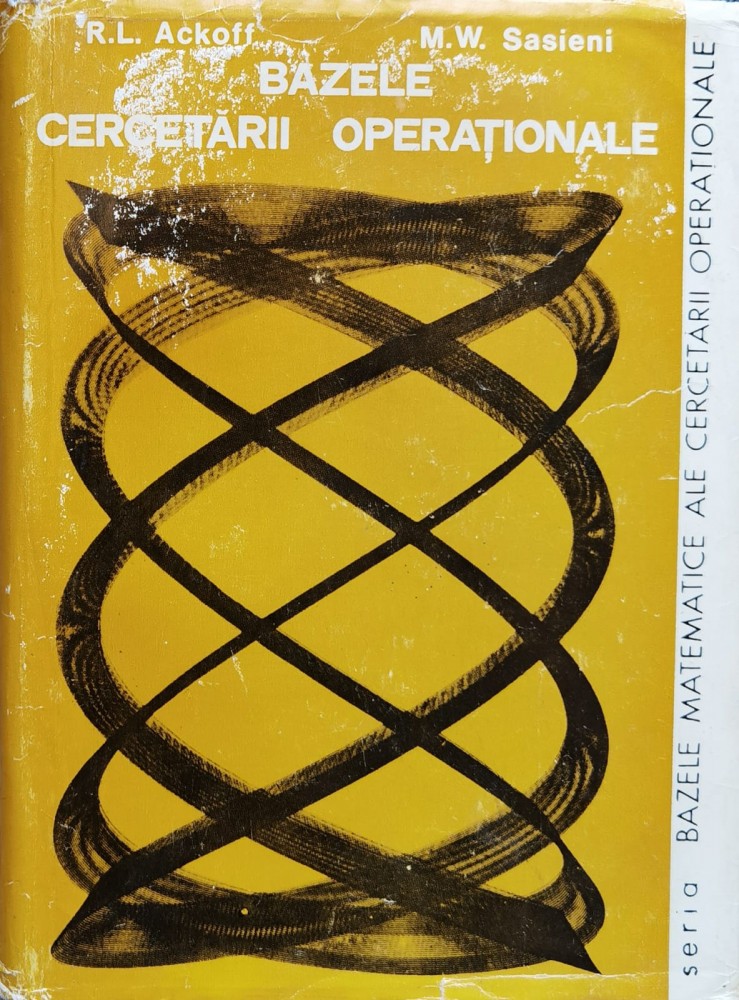 R.L. Ackoff M.W. Sasieni
BAZELE
CERCETĂRII OPERAȚIONALE
seria BAZELE MATEMATICE ALE CERCETĂRII OPERAȚIONALE